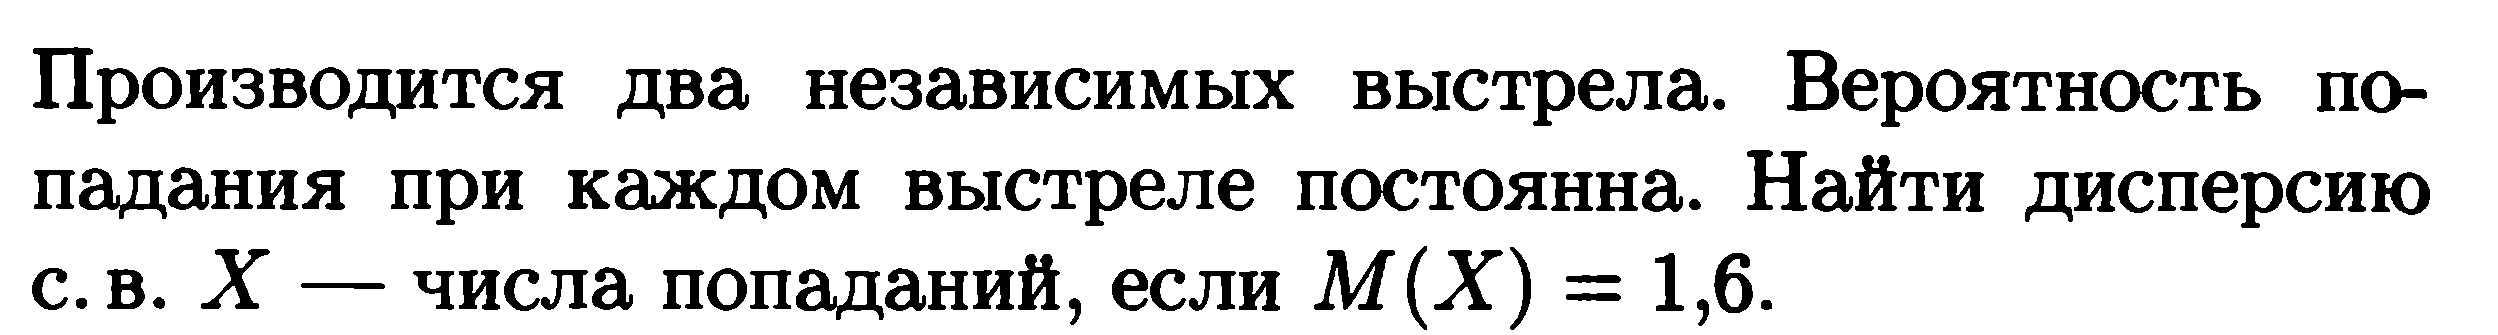 Производится два независимых выстрела. Вероятность по-
падания при каждом выстреле постоянна. Найти дисперсию
с. в. X — числа попаданий, если M(X) = 1,6.